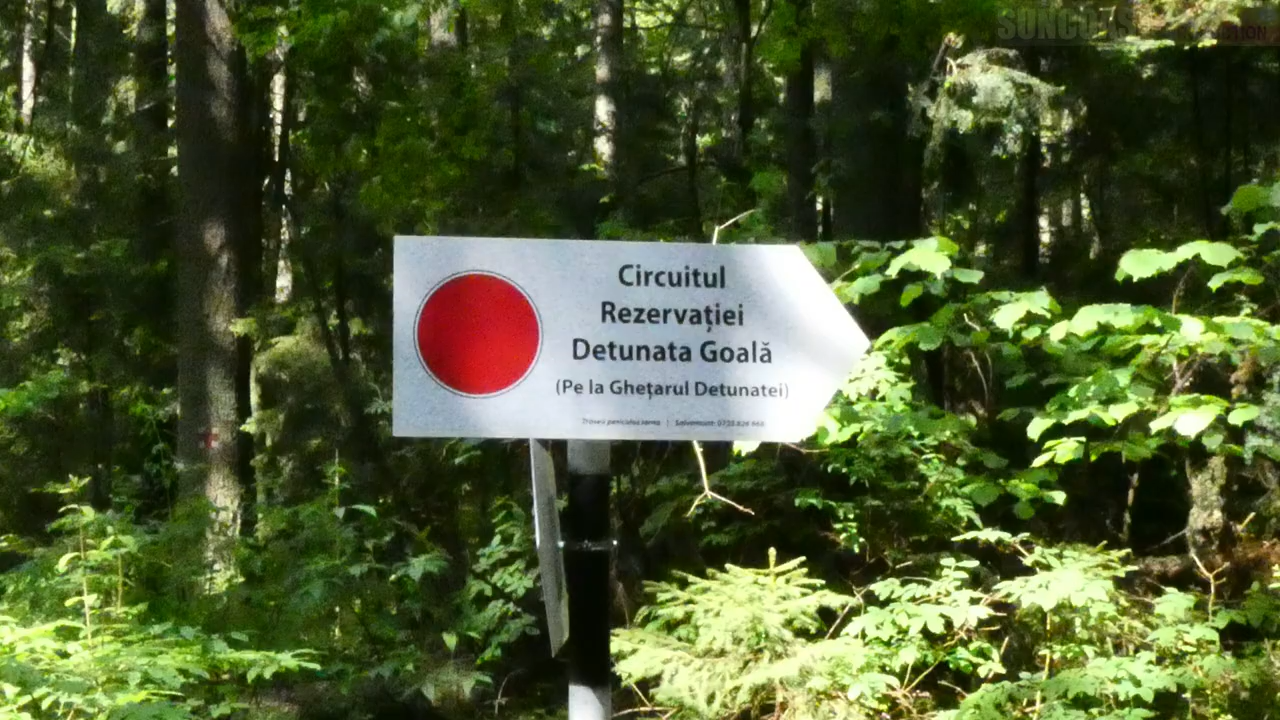 Circuitul
Rezervației
Detunata Goală
(Pe la Ghețarul Detunatei)